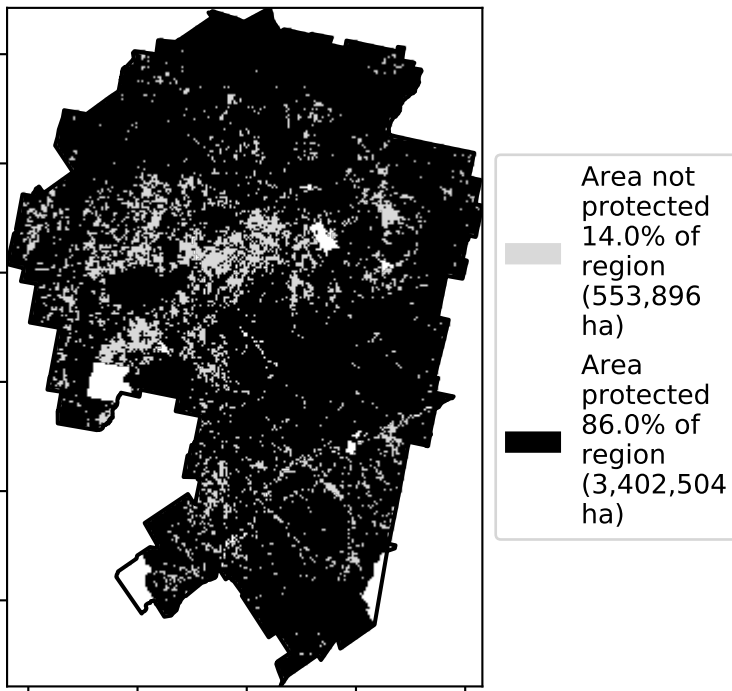 Area not
protected
14.0% of
region
(553,896
ha)
Area
protected
86.0% of
region
(3,402,504
ha)